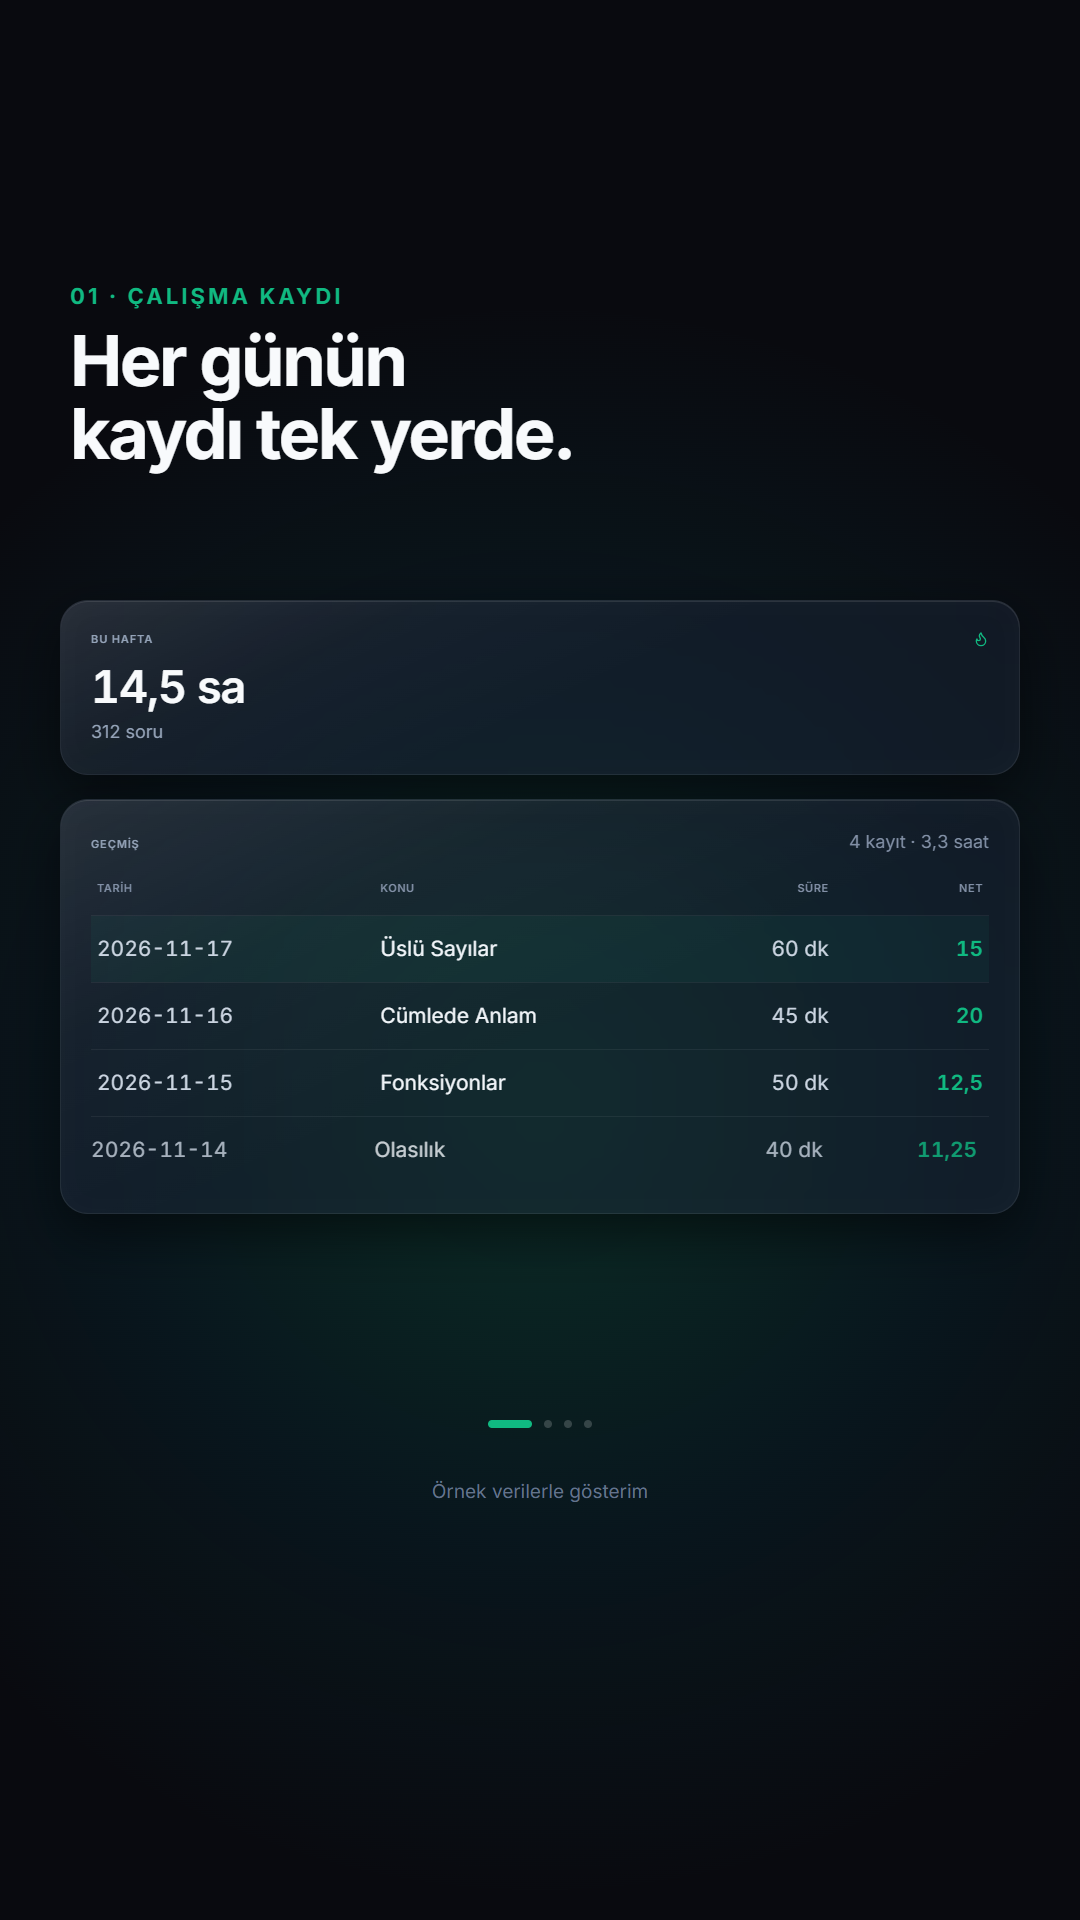 01 · ÇALIŞMA KAYDI
Her günün
kaydı tek yerde.
BU HAFTA
14,5 sa
312 soru
GEÇMİŞ
4 kayıt · 3,3 saat
TARİH KONU SÜRE NET
2026-11-17 Üslü Sayılar 60 dk 15
2026-11-16 Cümlede Anlam 45 dk 20
2026-11-15 Fonksiyonlar 50 dk 12,5
2026-11-14 Olasılık 40 dk 11,25
Örnek verilerle gösterim